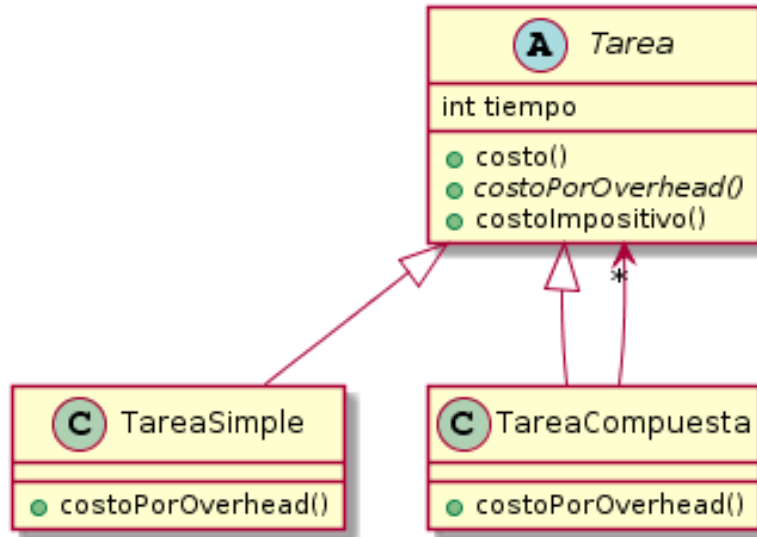 A Tarea
int tiempo
costo()
costoPorOverhead()
costoImpositivo()
*
C TareaSimple
costoPorOverhead()
C TareaCompuesta
costoPorOverhead()